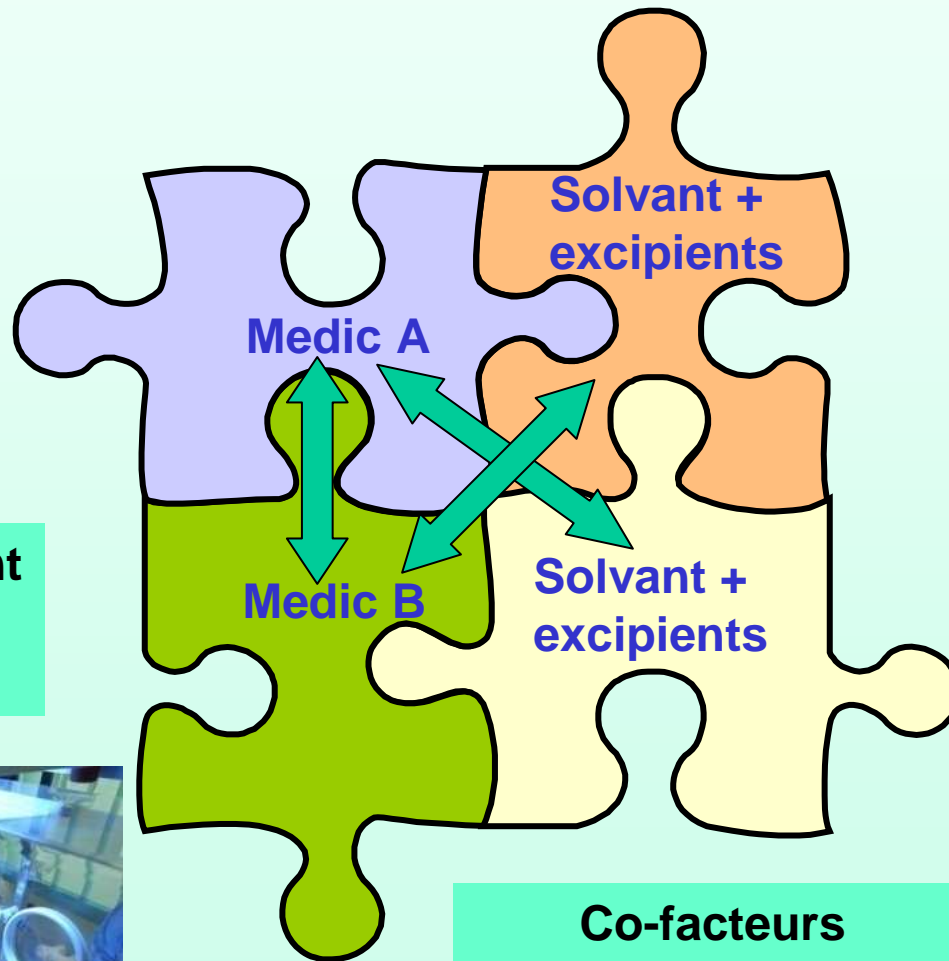 Solvant +
excipients
Medic A
Medic B
Solvant +
excipients
Co-facteurs